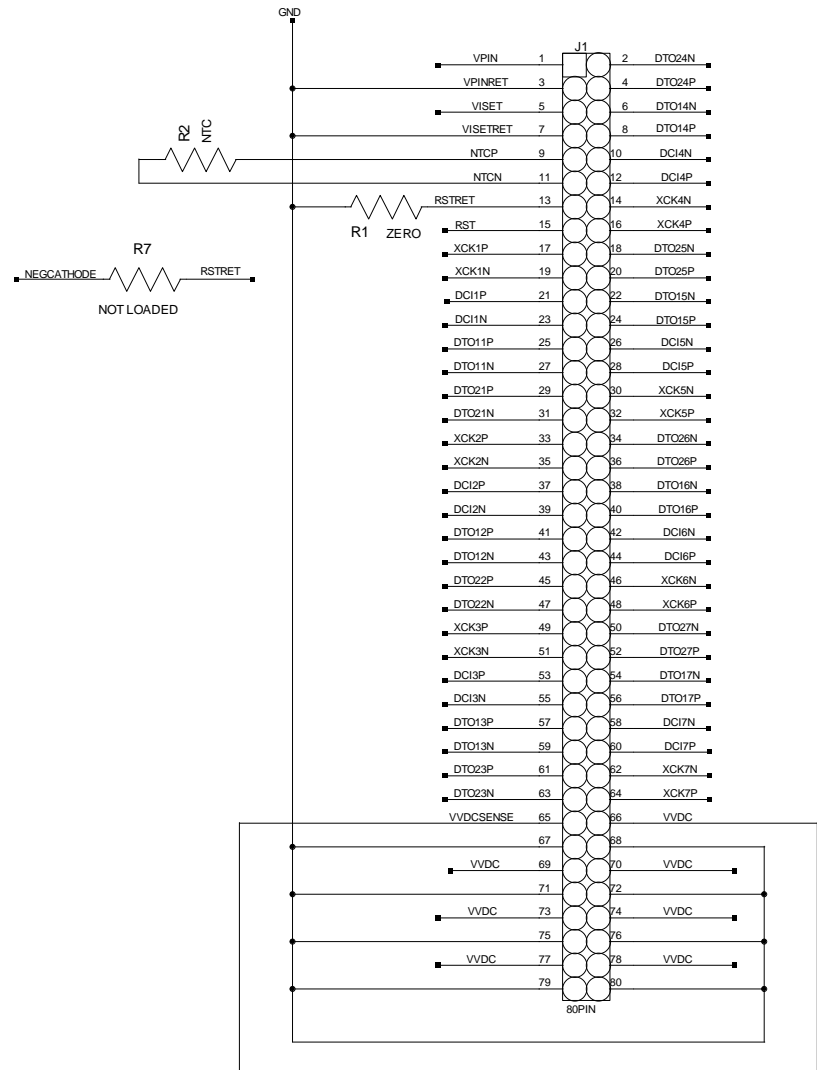 GND
J1
VPIN 1 2 DTO24N
VPINRET 3 4 DTO24P
VISET 5 6 DTO14N
VISETRET 7 8 DTO14P
R2
NTC
NTCP 9 10 DCI4N
NTCN 11 12 DCI4P
RSTRET 13 14 XCK4N
R1 ZERO
RST 15 16 XCK4P
R7
XCK1P 17 18 DTO25N
NEGCATHODE RSTRET
XCK1N 19 20 DTO25P
NOT LOADED
DCI1P 21 22 DTO15N
DCI1N 23 24 DTO15P
DTO11P 25 26 DCI5N
DTO11N 27 28 DCI5P
DTO21P 29 30 XCK5N
DTO21N 31 32 XCK5P
XCK2P 33 34 DTO26N
XCK2N 35 36 DTO26P
DCI2P 37 38 DTO16N
DCI2N 39 40 DTO16P
DTO12P 41 42 DCI6N
DTO12N 43 44 DCI6P
DTO22P 45 46 XCK6N
DTO22N 47 48 XCK6P
XCK3P 49 50 DTO27N
XCK3N 51 52 DTO27P
DCI3P 53 54 DTO17N
DCI3N 55 56 DTO17P
DTO13P 57 58 DCI7N
DTO13N 59 60 DCI7P
DTO23P 61 62 XCK7N
DTO23N 63 64 XCK7P
VVDCSENSE 65 66 VVDC
67 68
VVDC 69 70 VVDC
71 72
VVDC 73 74 VVDC
75 76
VVDC 77 78 VVDC
79 80
80PIN